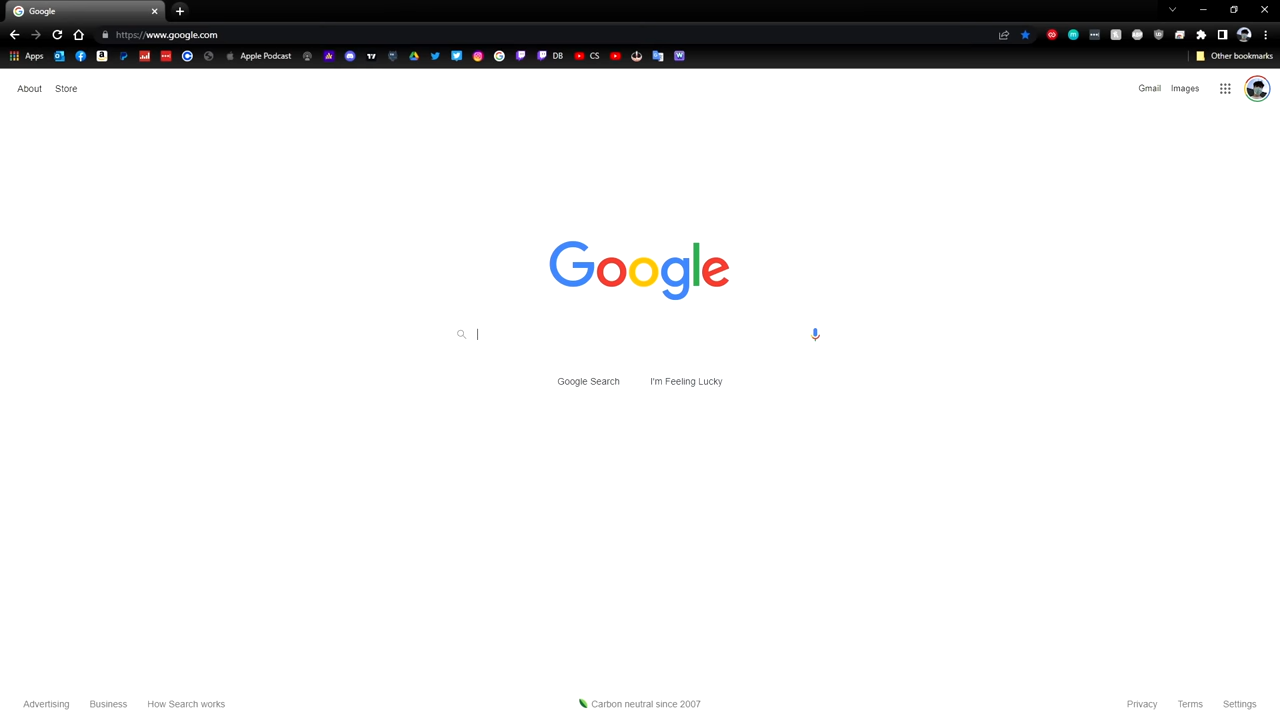 Google
https://www.google.com
Apps Apple Podcast DB CS Other bookmarks
About Store Gmail Images
Google
Google Search I'm Feeling Lucky
Advertising Business How Search works Carbon neutral since 2007 Privacy Terms Settings